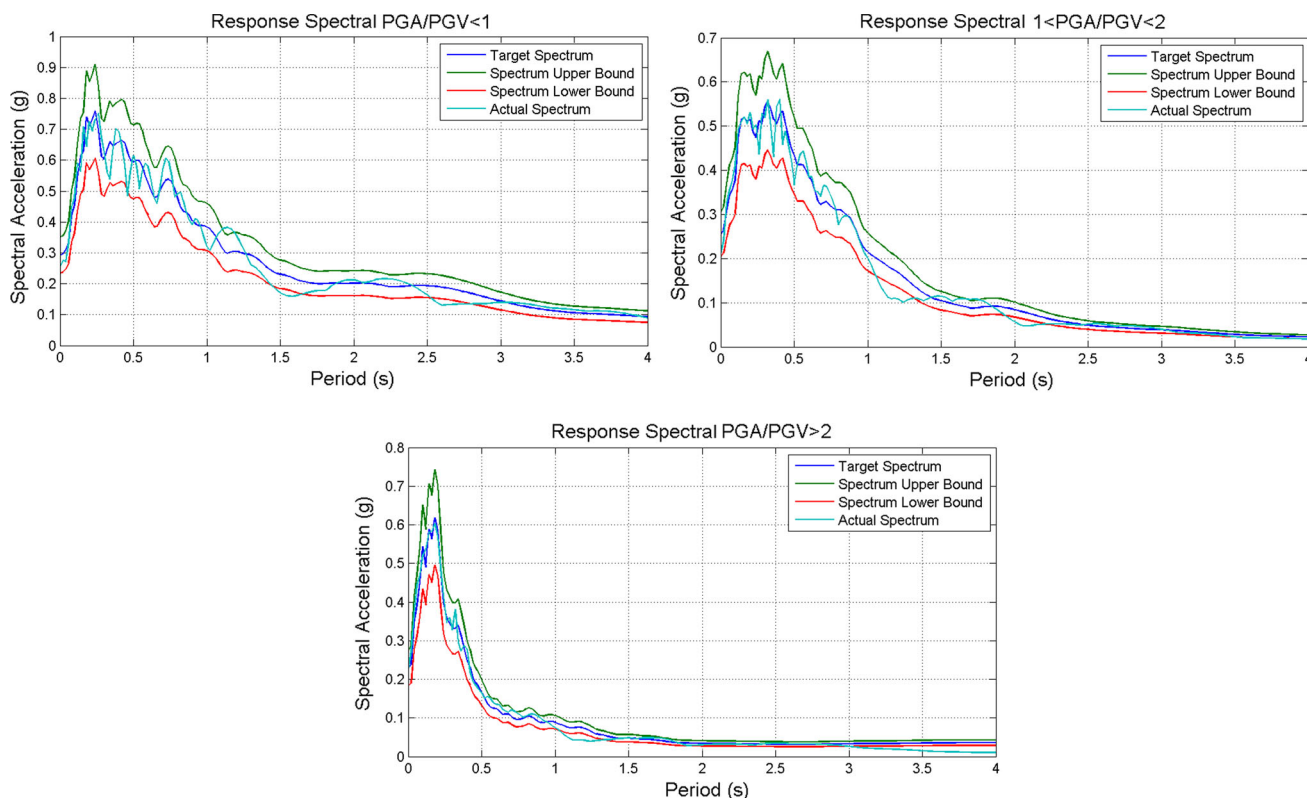 Response Spectral PGA/PGV<1
Spectral Acceleration (g)
1
0.9
0.8
0.7
0.6
0.5
0.4
0.3
0.2
0.1
0
0 0.5 1 1.5 2 2.5 3 3.5 4
Period (s)
Target Spectrum
Spectrum Upper Bound
Spectrum Lower Bound
Actual Spectrum
Response Spectral 1<PGA/PGV<2
Spectral Acceleration (g)
0.7
0.6
0.5
0.4
0.3
0.2
0.1
0
0 0.5 1 1.5 2 2.5 3 3.5 4
Period (s)
Target Spectrum
Spectrum Upper Bound
Spectrum Lower Bound
Actual Spectrum
Response Spectral PGA/PGV>2
Spectral Acceleration (g)
0.8
0.7
0.6
0.5
0.4
0.3
0.2
0.1
0
0 0.5 1 1.5 2 2.5 3 3.5 4
Period (s)
Target Spectrum
Spectrum Upper Bound
Spectrum Lower Bound
Actual Spectrum